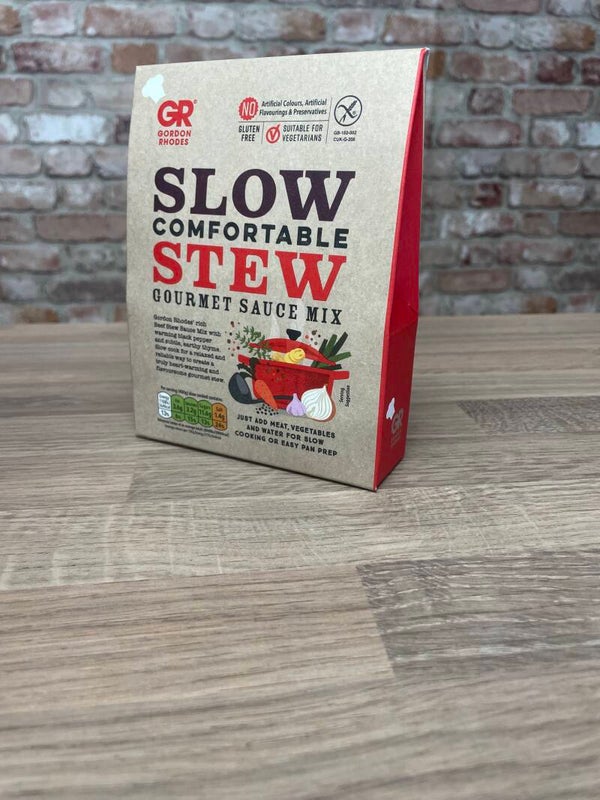 GR®
GORDON
RHODES
NO Artificial Colours, Artificial
Flavourings & Preservatives
GLUTEN
FREE
SUITABLE FOR
VEGETARIANS
SLOW
COMFORTABLE
STEW
GOURMET SAUCE MIX
Gordon Rhodes' rich
Beef Stew Sauce Mix with
warming black pepper
and subtle, earthy thyme.
Slow cook for a relaxed and
reliable way to create a
truly heart-warming and
flavoursome gourmet stew.
Serving
Suggestion
JUST ADD MEAT, VEGETABLES
AND WATER FOR SLOW
COOKING OR EASY PAN PREP
GR